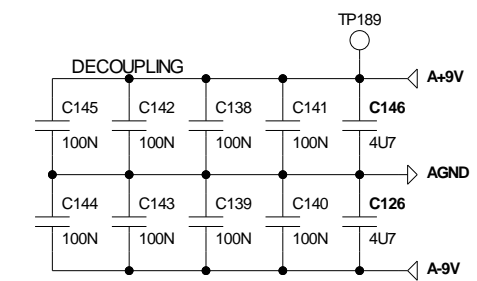 TP189
DECOUPLING
A+9V
C145 C142 C138 C141 C146
100N 100N 100N 100N 4U7
AGND
C144 C143 C139 C140 C126
100N 100N 100N 100N 4U7
A-9V